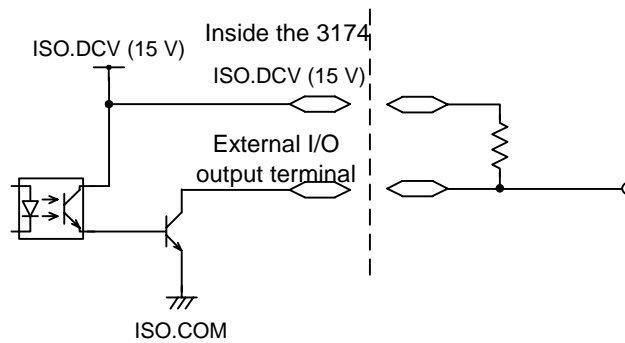 Inside the 3174
ISO.DCV (15 V)
ISO.DCV (15 V)
External I/O
output terminal
ISO.COM